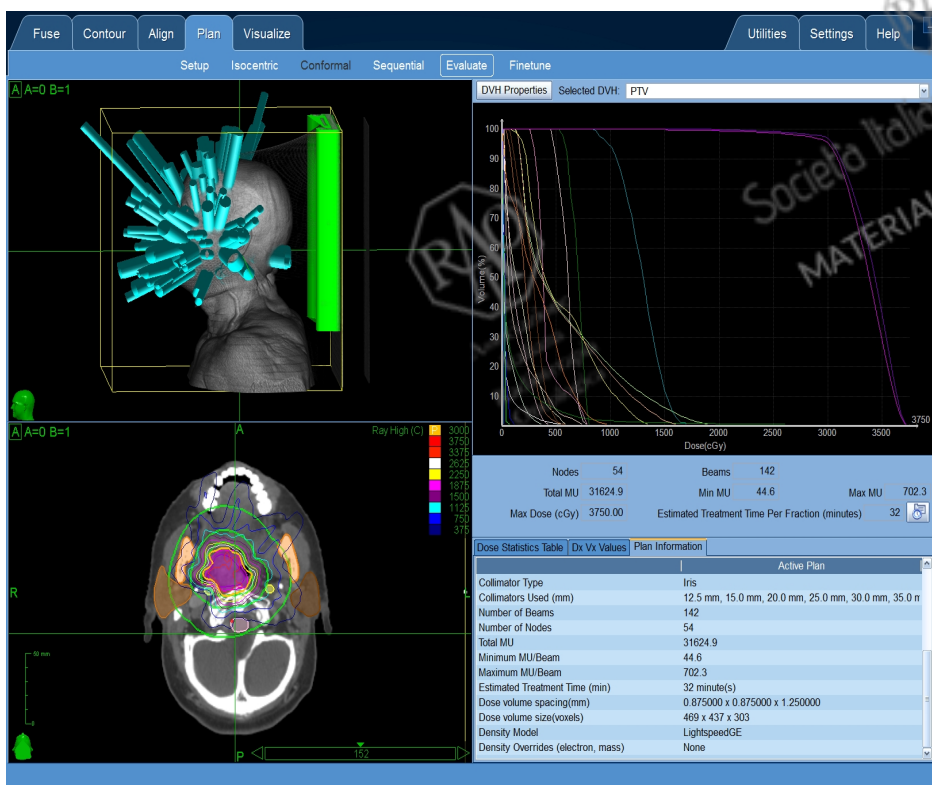 Fuse Contour Align Plan Visualize Utilities Settings Help
Setup Isocentric Conformal Sequential Evaluate Finetune
A A=0 B=1
DVH Properties Selected DVH: PTV
100
90
80
70
60
50
40
30
20
10
Volume(%)
0 500 1000 1500 2000 2500 3000 3500 3750
Dose(cGy)
Società Italia
MATERIAL
RAO
A A=0 B=1
A
Ray High (C) P 3000
3750
3375
2625
2250
1875
1500
1125
750
375
R
L
50 mm
0
P
152
Nodes 54 Beams 142
Total MU 31624.9 Min MU 44.6 Max MU 702.3
Max Dose (cGy) 3750.00 Estimated Treatment Time Per Fraction (minutes) 32
Dose Statistics Table Dx Vx Values Plan Information
Active Plan
Collimator Type Iris
Collimators Used (mm) 12.5 mm, 15.0 mm, 20.0 mm, 25.0 mm, 30.0 mm, 35.0 m
Number of Beams 142
Number of Nodes 54
Total MU 31624.9
Minimum MU/Beam 44.6
Maximum MU/Beam 702.3
Estimated Treatment Time (min) 32 minute(s)
Dose volume spacing(mm) 0.875000 x 0.875000 x 1.250000
Dose volume size(voxels) 469 x 437 x 303
Density Model LightspeedGE
Density Overrides (electron, mass) None